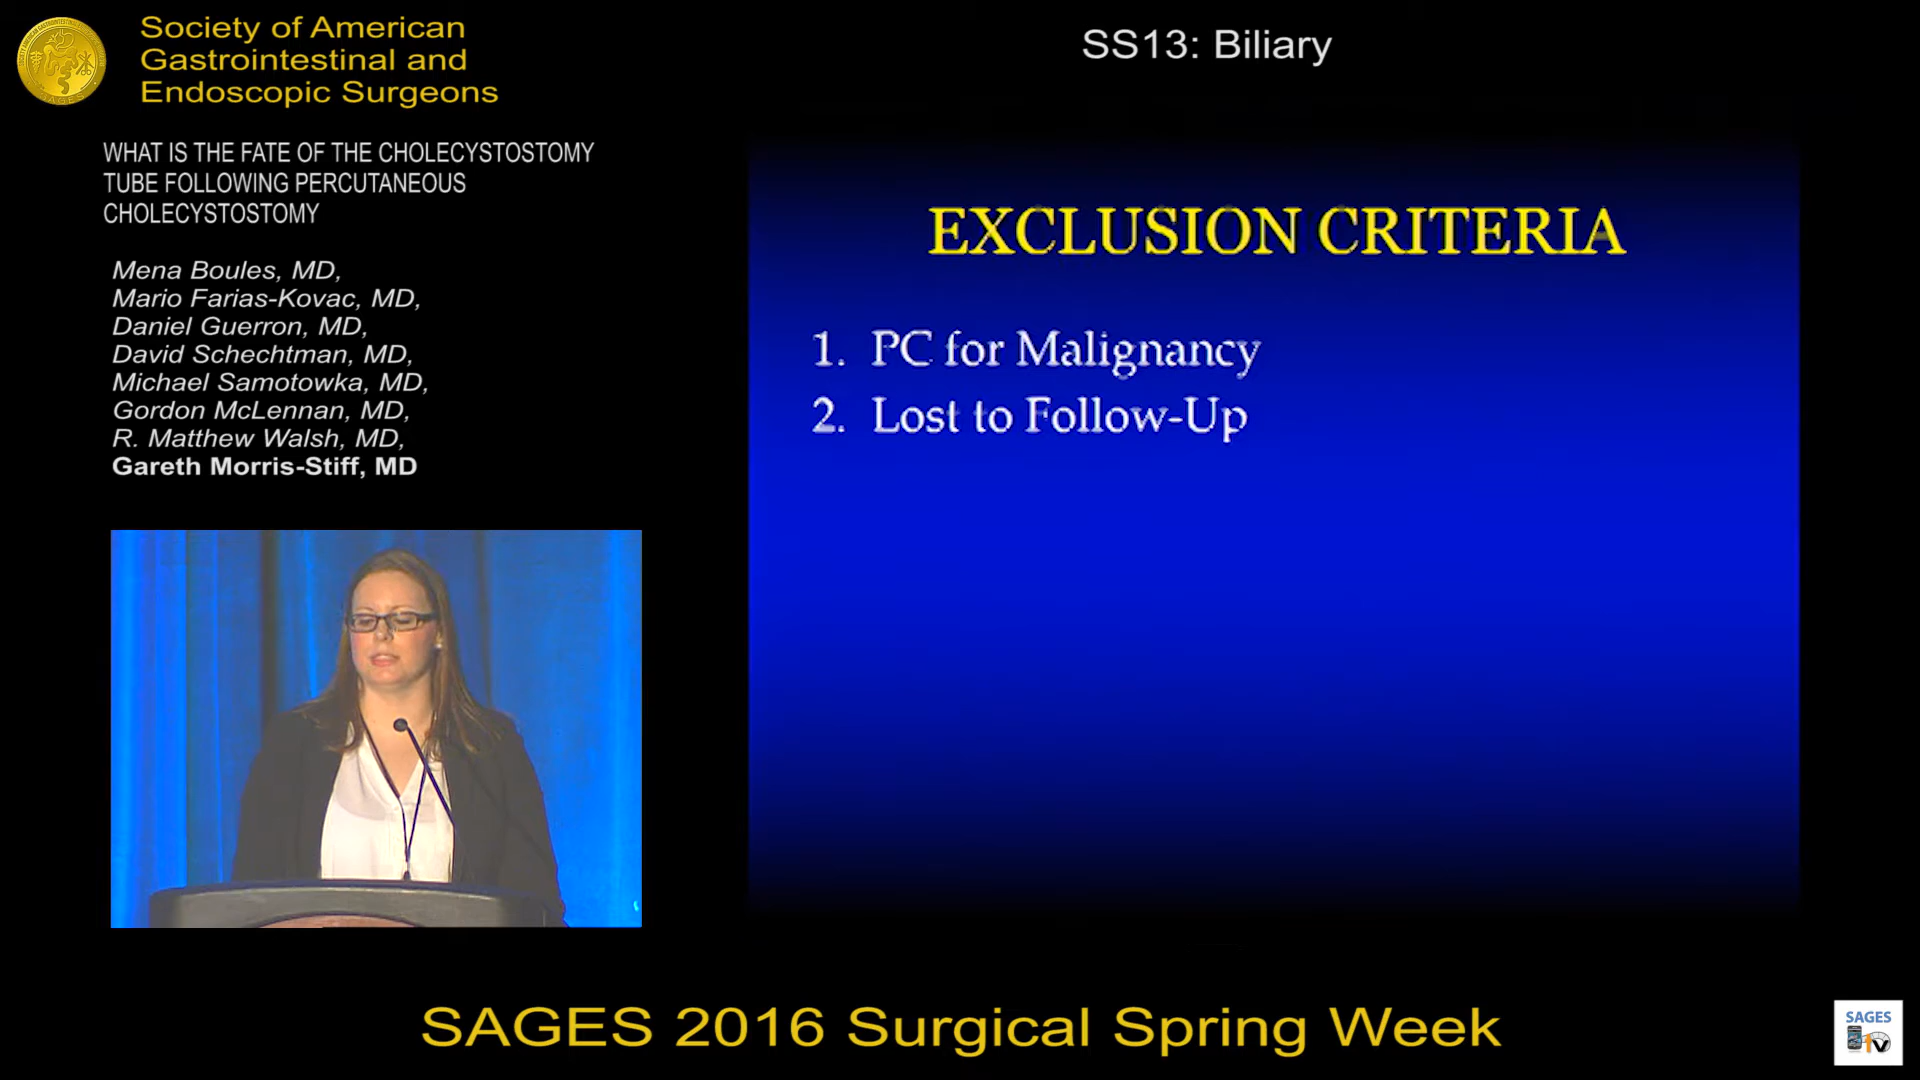 Society of American
Gastrointestinal and
Endoscopic Surgeons
SS13: Biliary
WHAT IS THE FATE OF THE CHOLECYSTOSTOMY
TUBE FOLLOWING PERCUTANEOUS
CHOLECYSTOSTOMY
Mena Boules, MD,
Mario Farias-Kovac, MD,
Daniel Guerron, MD,
David Schechtman, MD,
Michael Samotowka, MD,
Gordon McLennan, MD,
R. Matthew Walsh, MD,
Gareth Morris-Stiff, MD
EXCLUSION CRITERIA
1. PC for Malignancy
2. Lost to Follow-Up
SAGES 2016 Surgical Spring Week
SAGES
TV